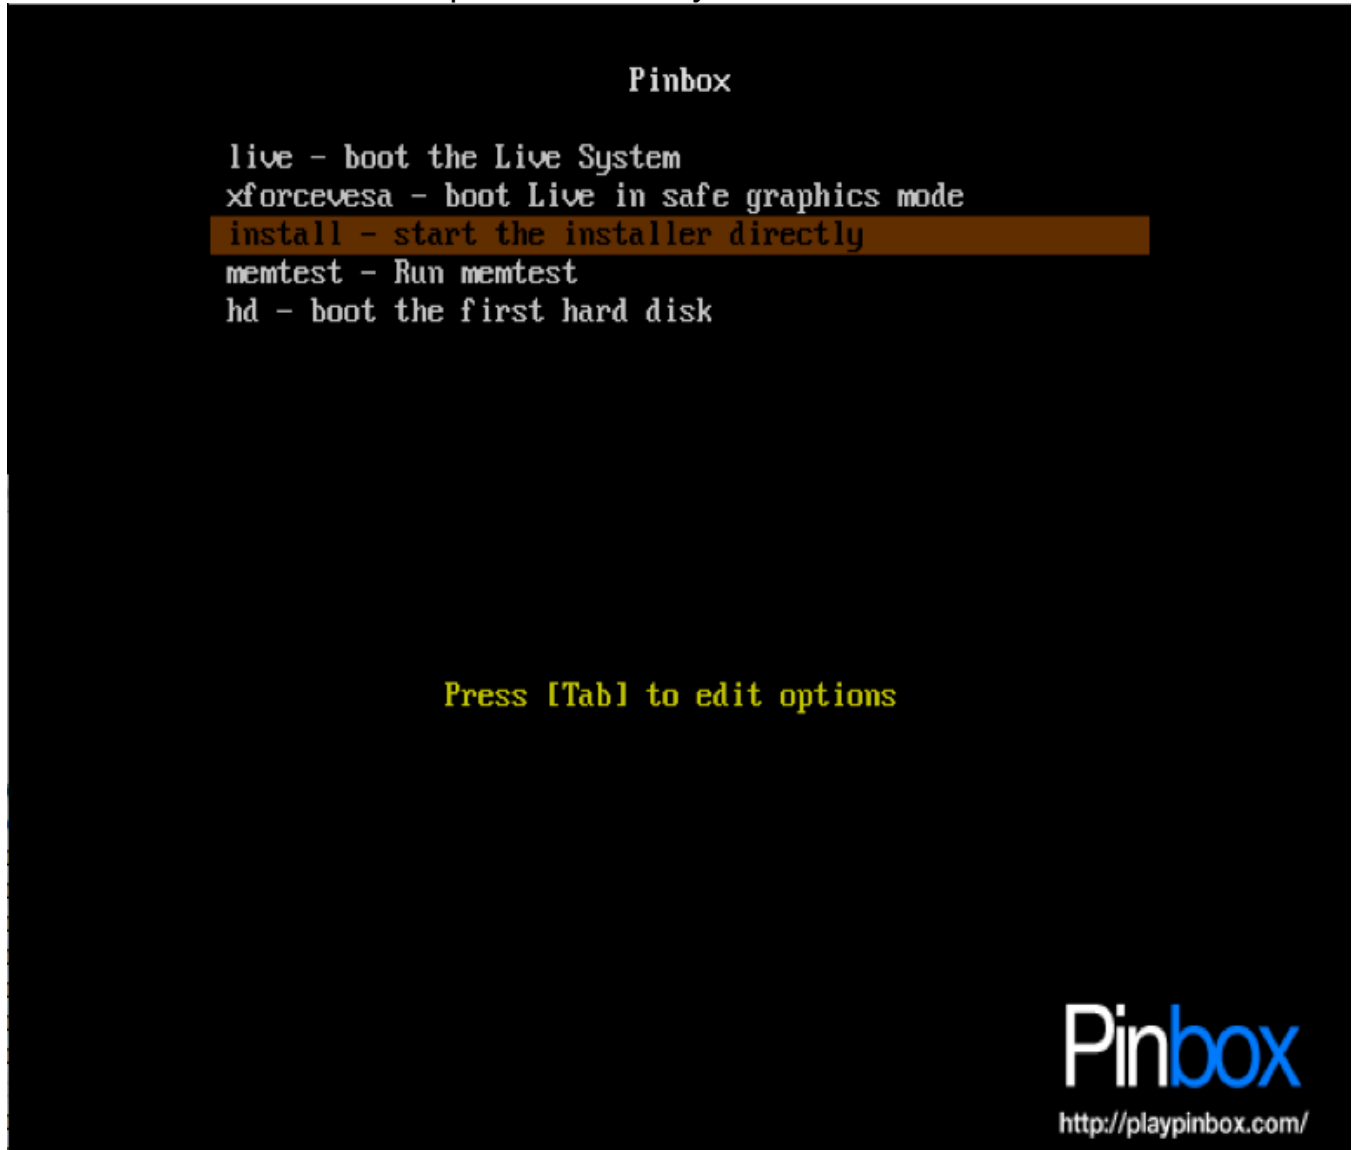 Pinbox
live - boot the Live System
xforcevesa - boot Live in safe graphics mode
install - start the installer directly
memtest - Run memtest
hd - boot the first hard disk
Press [Tab] to edit options
Pinbox
http://playpinbox.com/